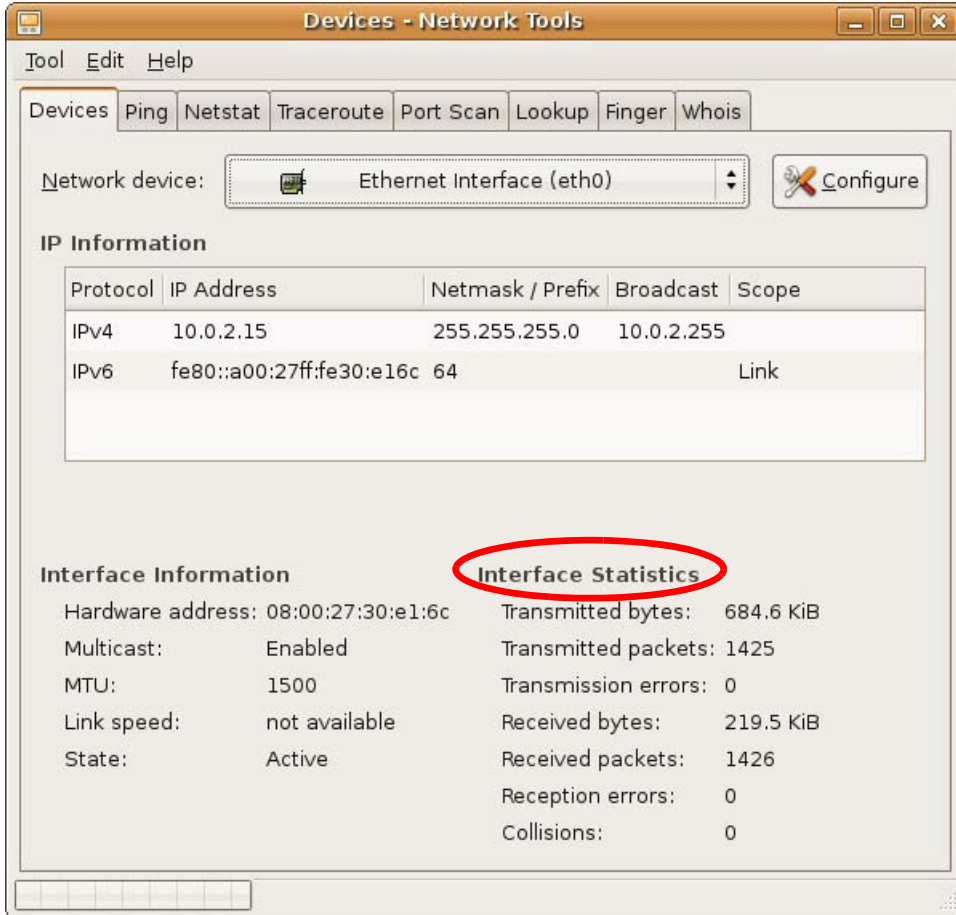 Devices - Network Tools
Tool Edit Help
Devices Ping Netstat Traceroute Port Scan Lookup Finger Whois
Network device: Ethernet Interface (eth0) Configure
IP Information
Protocol IP Address Netmask / Prefix Broadcast Scope
IPv4 10.0.2.15 255.255.255.0 10.0.2.255
IPv6 fe80::a00:27ff:fe30:e16c 64 Link
Interface Information
Hardware address: 08:00:27:30:e1:6c
Multicast: Enabled
MTU: 1500
Link speed: not available
State: Active
Interface Statistics
Transmitted bytes: 684.6 KiB
Transmitted packets: 1425
Transmission errors: 0
Received bytes: 219.5 KiB
Received packets: 1426
Reception errors: 0
Collisions: 0